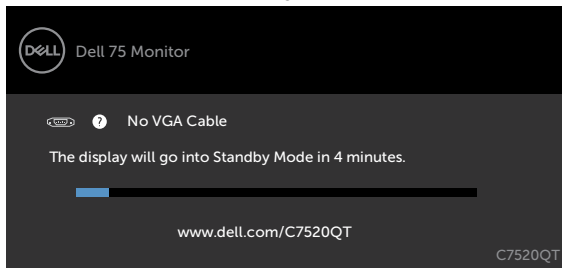 DELL Dell 75 Monitor
? No VGA Cable
The display will go into Standby Mode in 4 minutes.
www.dell.com/C7520QT
C7520QT